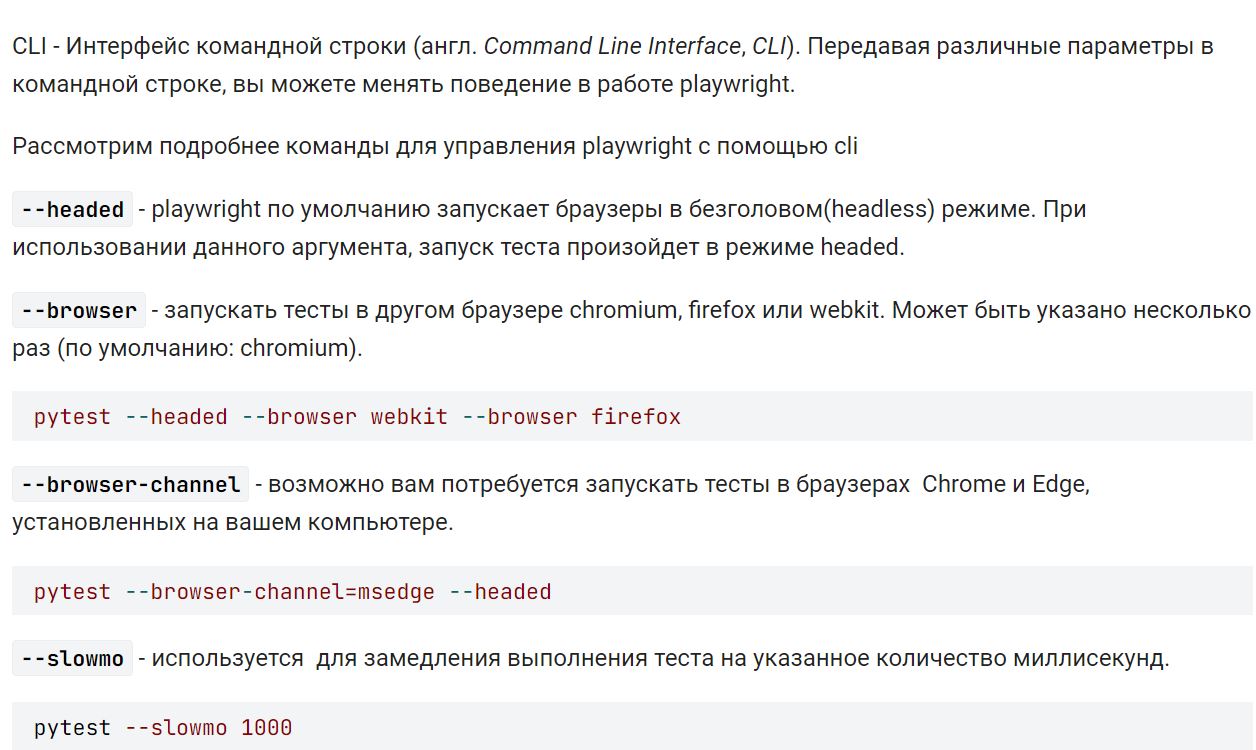 CLI - Интерфейс командной строки (англ. Command Line Interface, CLI). Передавая различные параметры в
командной строке, вы можете менять поведение в работе playwright.
Рассмотрим подробнее команды для управления playwright с помощью cli
--headed - playwright по умолчанию запускает браузеры в безголовом(headless) режиме. При
использовании данного аргумента, запуск теста произойдет в режиме headed.
--browser - запускать тесты в другом браузере chromium, firefox или webkit. Может быть указано несколько
раз (по умолчанию: chromium).
pytest --headed --browser webkit --browser firefox
--browser-channel - возможно вам потребуется запускать тесты в браузерах  Chrome и Edge,
установленных на вашем компьютере.
pytest --browser-channel=msedge --headed
--slowmo - используется  для замедления выполнения теста на указанное количество миллисекунд.
pytest --slowmo 1000